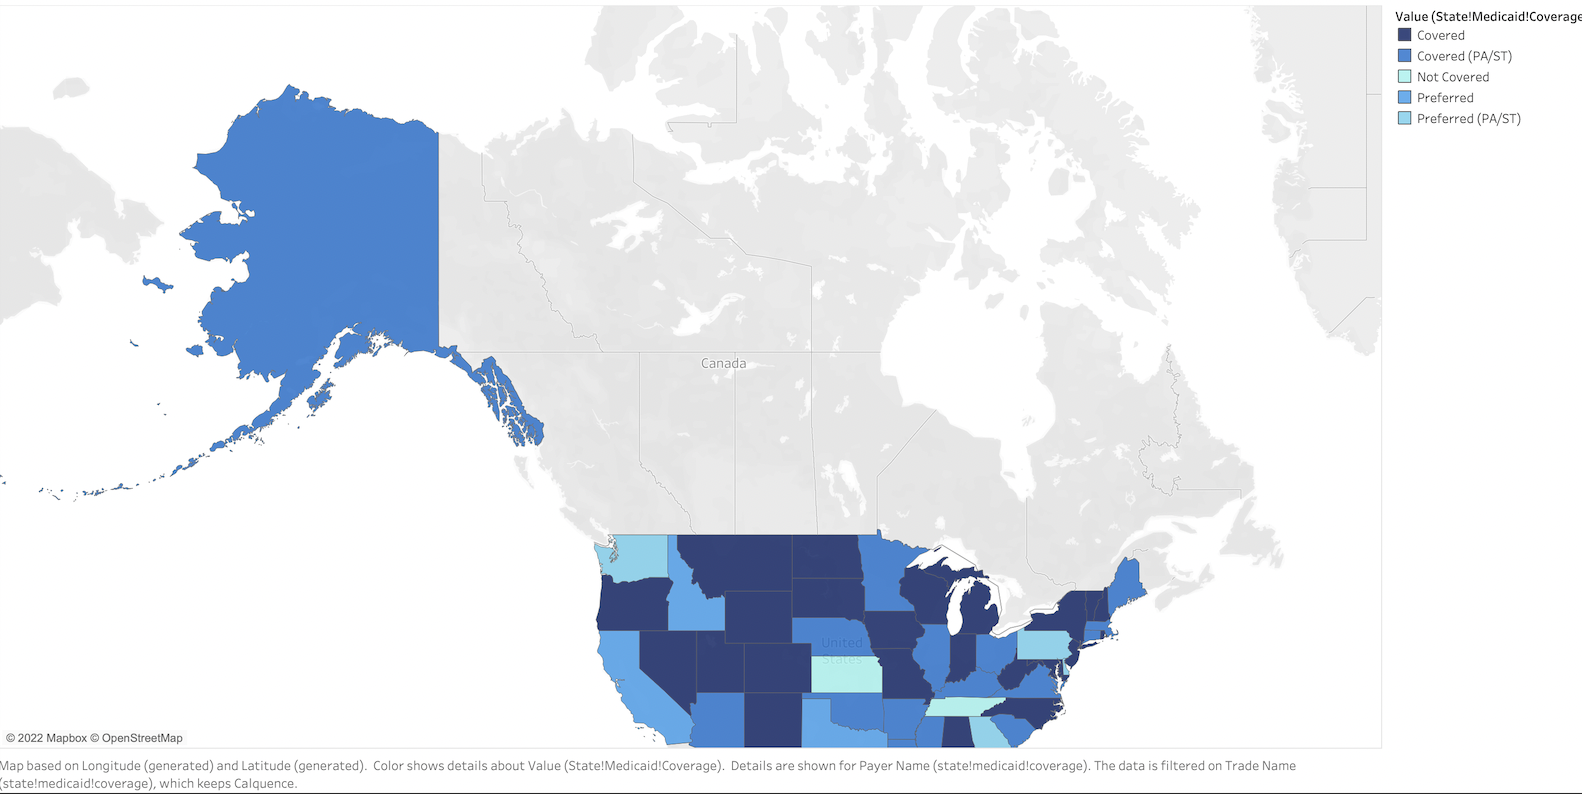 Value (State!Medicaid!Coverage
Covered
Covered (PA/ST)
Not Covered
Preferred
Preferred (PA/ST)
Canada
United
States
© 2022 Mapbox © OpenStreetMap
Map based on Longitude (generated) and Latitude (generated).  Color shows details about Value (State!Medicaid!Coverage).  Details are shown for Payer Name (state!medicaid!coverage). The data is filtered on Trade Name
(state!medicaid!coverage), which keeps Calquence.